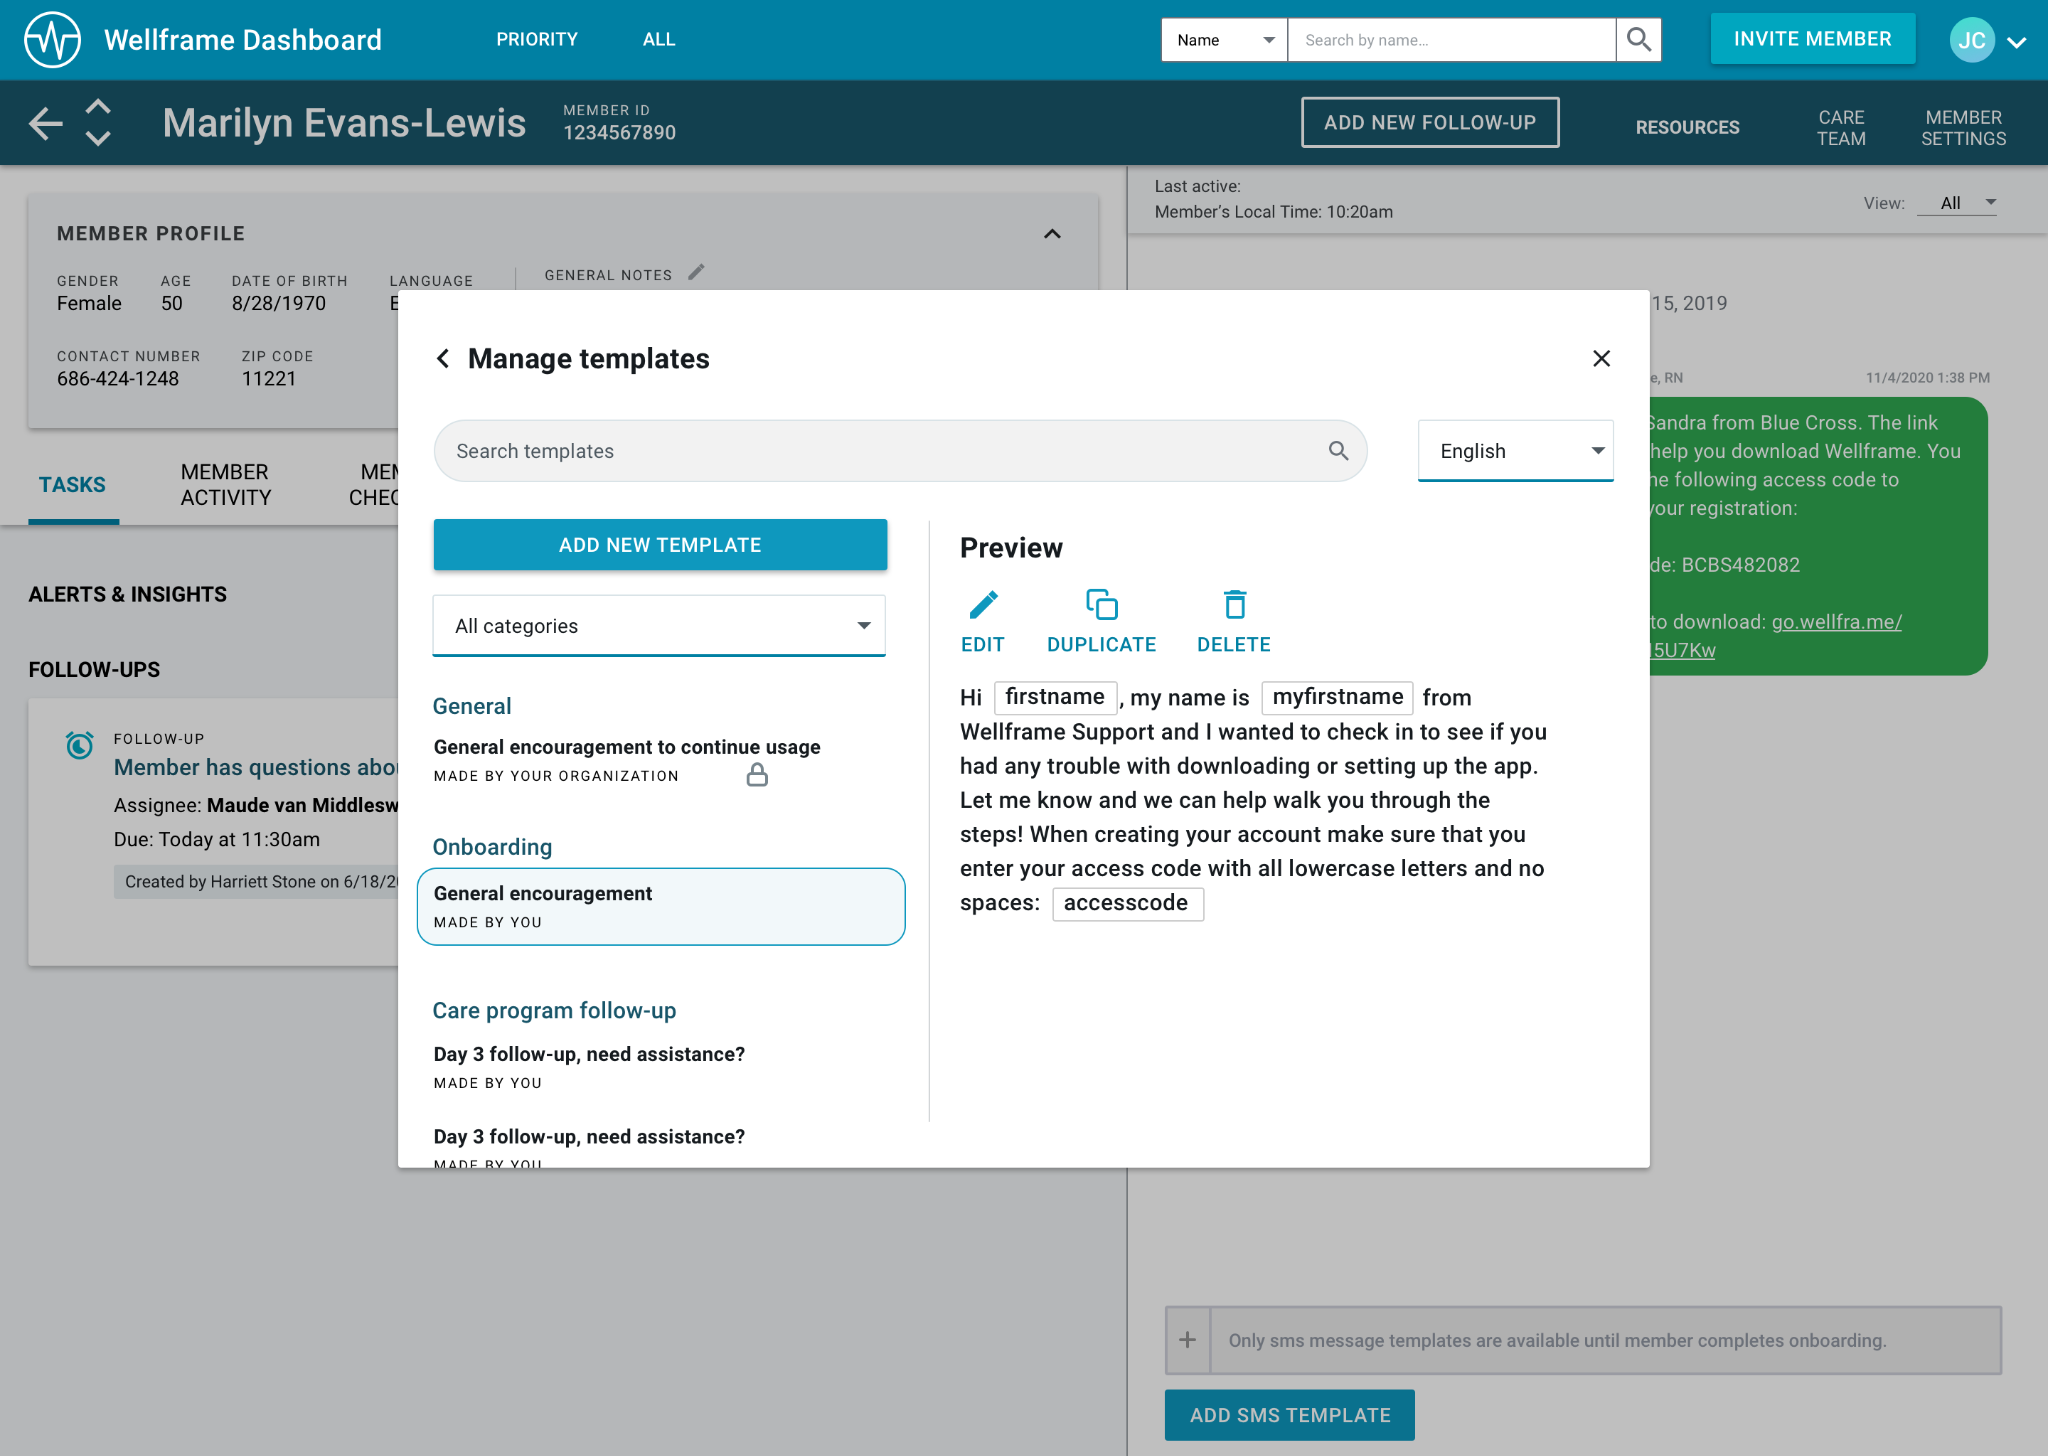 Wellframe Dashboard
PRIORITY
ALL
Name
Search by name...
INVITE MEMBER
JC
Marilyn Evans-Lewis
MEMBER ID
1234567890
ADD NEW FOLLOW-UP
RESOURCES
CARE
TEAM
MEMBER
SETTINGS
MEMBER PROFILE
GENDER
Female
AGE
50
DATE OF BIRTH
8/28/1970
LANGUAGE
E
GENERAL NOTES
CONTACT NUMBER
686-424-1248
ZIP CODE
11221
TASKS
MEMBER
ACTIVITY
MEM
CHEC
ALERTS & INSIGHTS
FOLLOW-UPS
FOLLOW-UP
Member has questions abo
Assignee: Maude van Middlesw
Due: Today at 11:30am
Created by Harriett Stone on 6/18/2
Last active:
Member's Local Time: 10:20am
View: All
15, 2019
e, RN
11/4/2020 1:38 PM
Sandra from Blue Cross. The link
help you download Wellframe. You
he following access code to
your registration:
de: BCBS482082
to download: go.wellfra.me/
I5U7Kw
Manage templates
Search templates
English
ADD NEW TEMPLATE
All categories
General
General encouragement to continue usage
MADE BY YOUR ORGANIZATION
Onboarding
General encouragement
MADE BY YOU
Care program follow-up
Day 3 follow-up, need assistance?
MADE BY YOU
Day 3 follow-up, need assistance?
MADE BY YOU
Preview
EDIT
DUPLICATE
DELETE
Hi firstname, my name is myfirstname from
Wellframe Support and I wanted to check in to see if you
had any trouble with downloading or setting up the app.
Let me know and we can help walk you through the
steps! When creating your account make sure that you
enter your access code with all lowercase letters and no
spaces: accesscode
Only sms message templates are available until member completes onboarding.
ADD SMS TEMPLATE